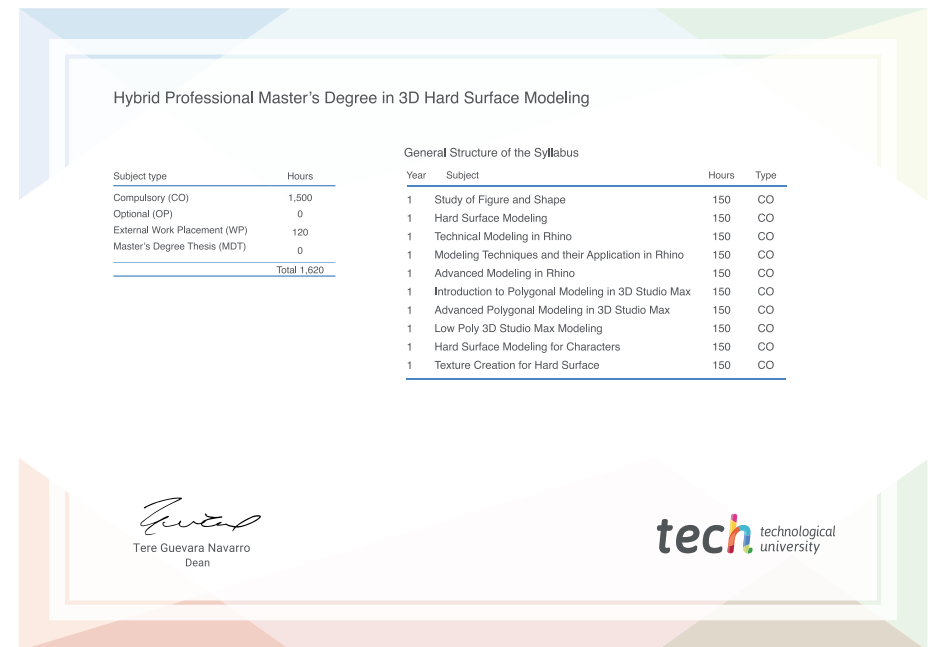 Hybrid Professional Master's Degree in 3D Hard Surface Modeling
Subject type Hours
Compulsory (CO) 1,500
Optional (OP) 0
External Work Placement (WP) 120
Master's Degree Thesis (MDT) 0
Total 1,620
General Structure of the Syllabus
Year Subject Hours Type
1 Study of Figure and Shape 150 CO
1 Hard Surface Modeling 150 CO
1 Technical Modeling in Rhino 150 CO
1 Modeling Techniques and their Application in Rhino 150 CO
1 Advanced Modeling in Rhino 150 CO
1 Introduction to Polygonal Modeling in 3D Studio Max 150 CO
1 Advanced Polygonal Modeling in 3D Studio Max 150 CO
1 Low Poly 3D Studio Max Modeling 150 CO
1 Hard Surface Modeling for Characters 150 CO
1 Texture Creation for Hard Surface 150 CO
Tere Guevara Navarro
Dean
tech technological
university